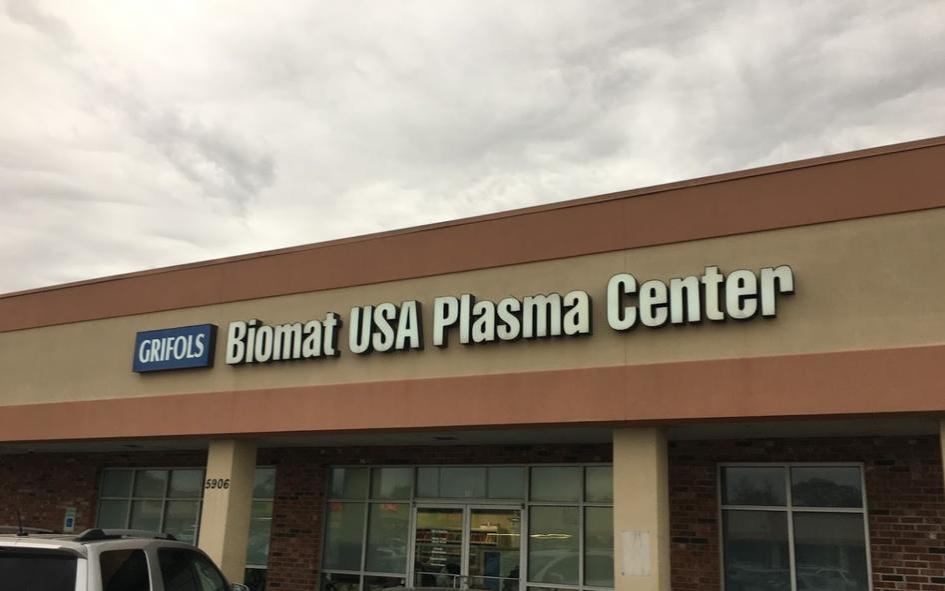 GRIFOLS Biomat USA Plasma Center
5906